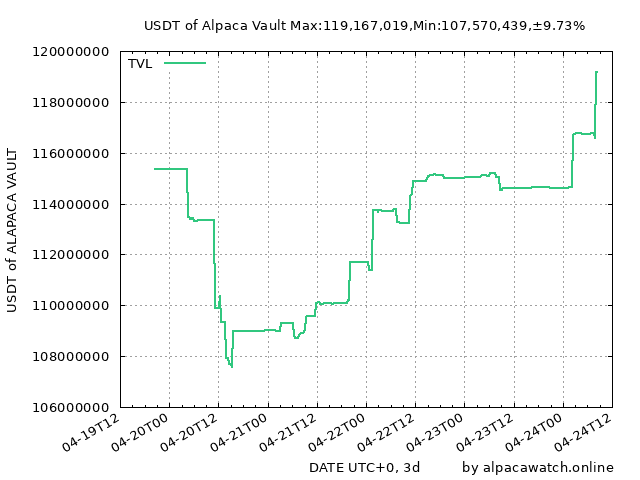 USDT of Alpaca Vault Max:119,167,019,Min:107,570,439,±9.73%
TVL
USDT of ALAPACA VAULT
120000000
118000000
116000000
114000000
112000000
110000000
108000000
106000000
04-19T12
04-20T00
04-20T12
04-21T00
04-21T12
04-22T00
04-22T12
04-23T00
04-23T12
04-24T00
04-24T12
DATE UTC+0, 3d
by alpacawatch.online